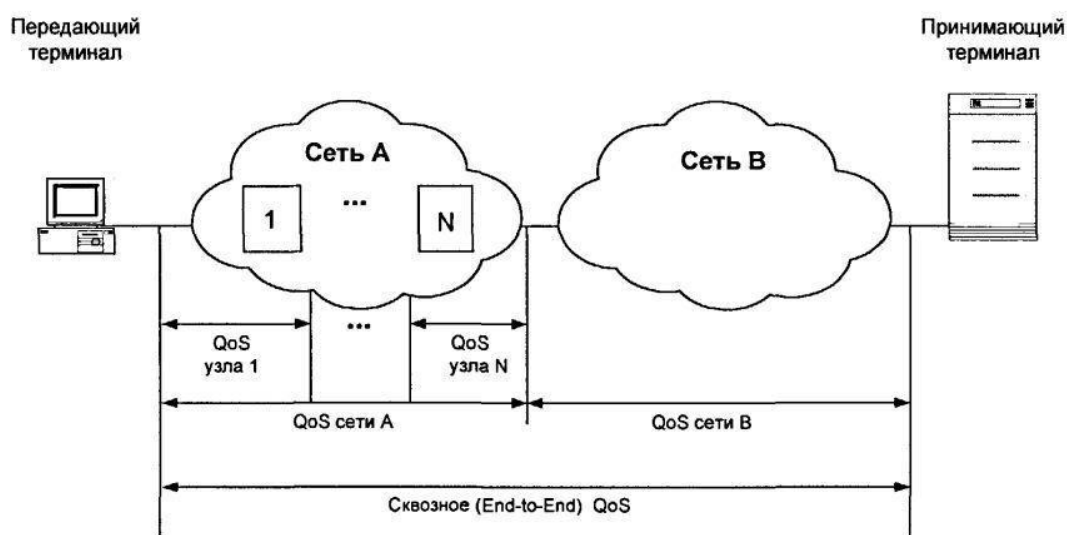 Передающий
терминал
Принимающий
терминал
Сеть А
Сеть В
1
...
N
...
QoS
узла 1
QoS
узла N
QoS сети А
QoS сети В
Сквозное (End-to-End) QoS